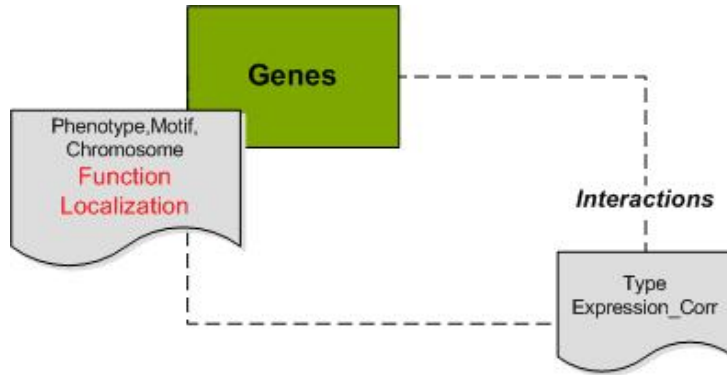 Genes
Phenotype,Motif,
Chromosome
Function
Localization
Interactions
Type
Expression_Corr